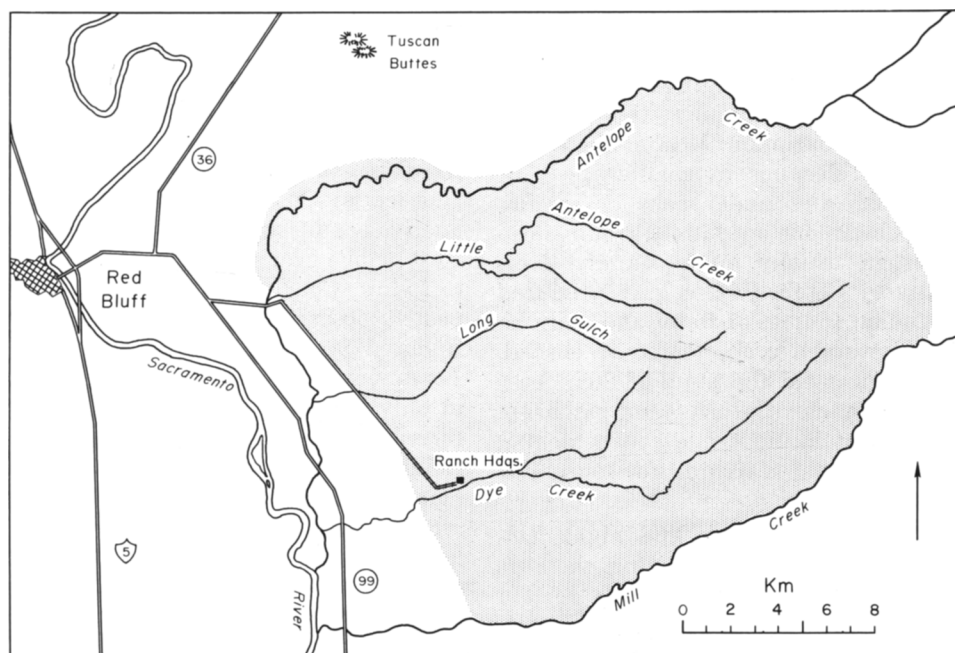 Tuscan
Buttes
36
Antelope
Creek
Antelope
Creek
Little
Red
Bluff
Long
Gulch
Sacramento
River
Ranch Hdqs.
Dye
Creek
Mill
Creek
5
99
Km
0 2 4 6 8